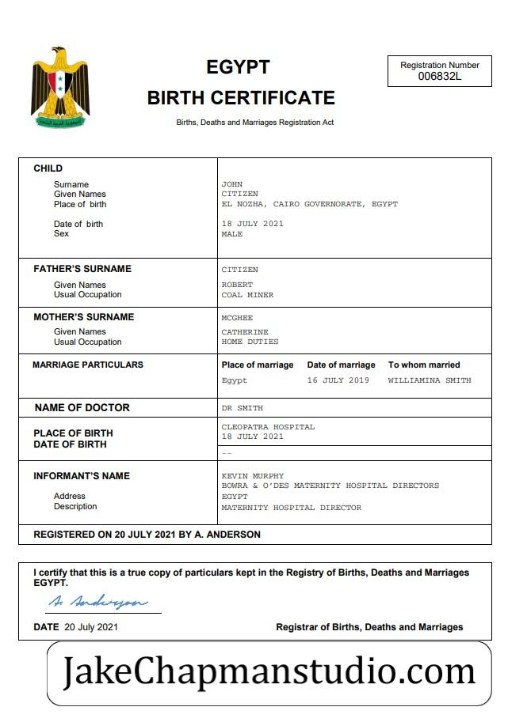 EGYPT
BIRTH CERTIFICATE
Births, Deaths and Marriages Registration Act
Registration Number
006832L
CHILD
Surname JOHN
Given Names CITIZEN
Place of birth EL NOZHA, CAIRO GOVERNORATE, EGYPT
Date of birth 18 JULY 2021
Sex MALE
FATHER'S SURNAME CITIZEN
Given Names ROBERT
Usual Occupation COAL MINER
MOTHER'S SURNAME MCGHEE
Given Names CATHERINE
Usual Occupation HOME DUTIES
MARRIAGE PARTICULARS Place of marriage Date of marriage To whom married
Egypt 16 JULY 2019 WILLIAMINA SMITH
NAME OF DOCTOR DR SMITH
PLACE OF BIRTH CLEOPATRA HOSPITAL
DATE OF BIRTH 18 JULY 2021
--
INFORMANT'S NAME KEVIN MURPHY
BOWRA & O'DES MATERNITY HOSPITAL DIRECTORS
Address EGYPT
Description MATERNITY HOSPITAL DIRECTOR
REGISTERED ON 20 JULY 2021 BY A. ANDERSON
I certify that this is a true copy of particulars kept in the Registry of Births, Deaths and Marriages
EGYPT.
A. Anderson
DATE 20 July 2021 Registrar of Births, Deaths and Marriages
JakeChapmanstudio.com